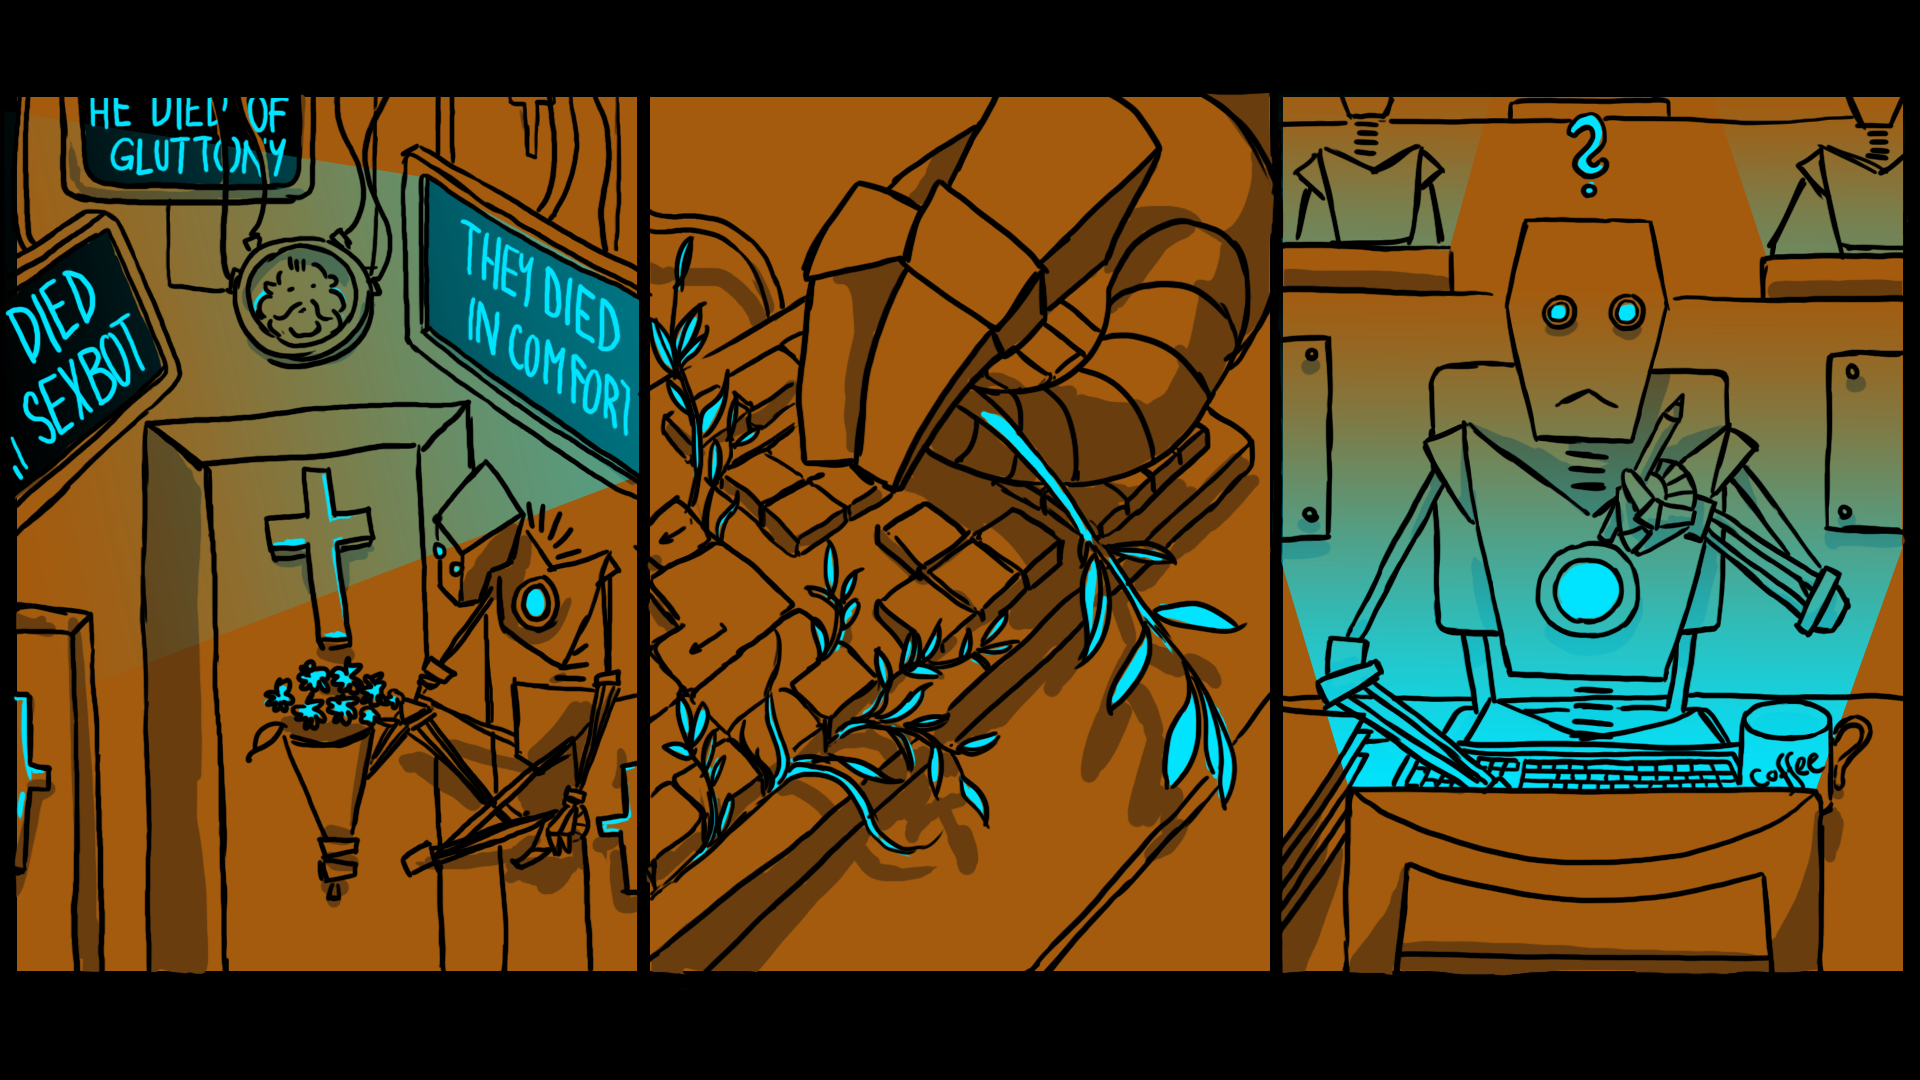 HE DIED OF
GLUTTONY
DIED
SEXBOT
THEY DIED
IN COMFORT
?
coffee